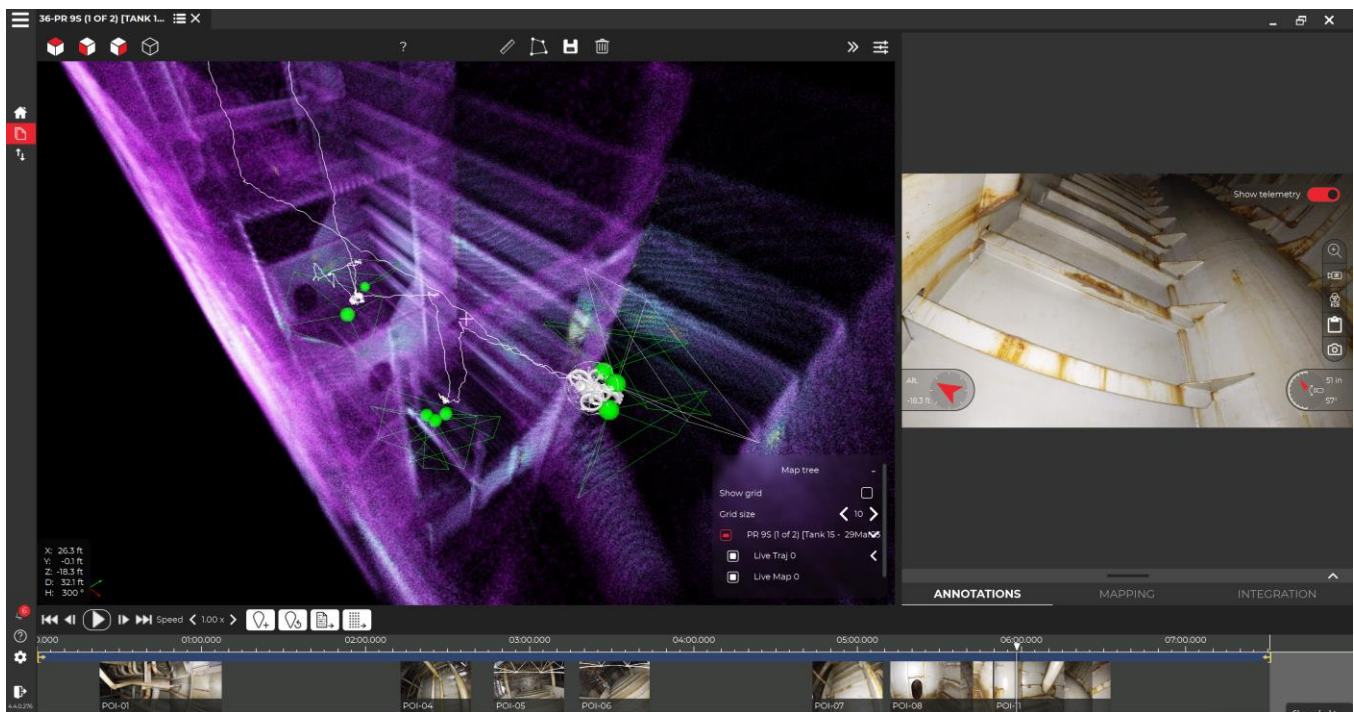 36-PR 9S (1 OF 2) [TANK 1...
?
Show telemetry
Alt.
-18.3 ft
51 in
57°
Map tree
-
Show grid
Grid size
10
PR 9S (1 of 2) [Tank 15 -
Live Traj 0
Live Map 0
X: 26.3 ft
Y: -0.1 ft
Z: -18.3 ft
D: 32.1 ft
H: 300 °
ANNOTATIONS MAPPING INTEGRATION
6
Speed 1.00 x
01:00.000 02:00.000 03:00.000 04:00.000 05:00.000 06:00.000 07:00.000
POI-01 POI-04 POI-05 POI-06 POI-07 POI-08 POI-11
4.4.0.276